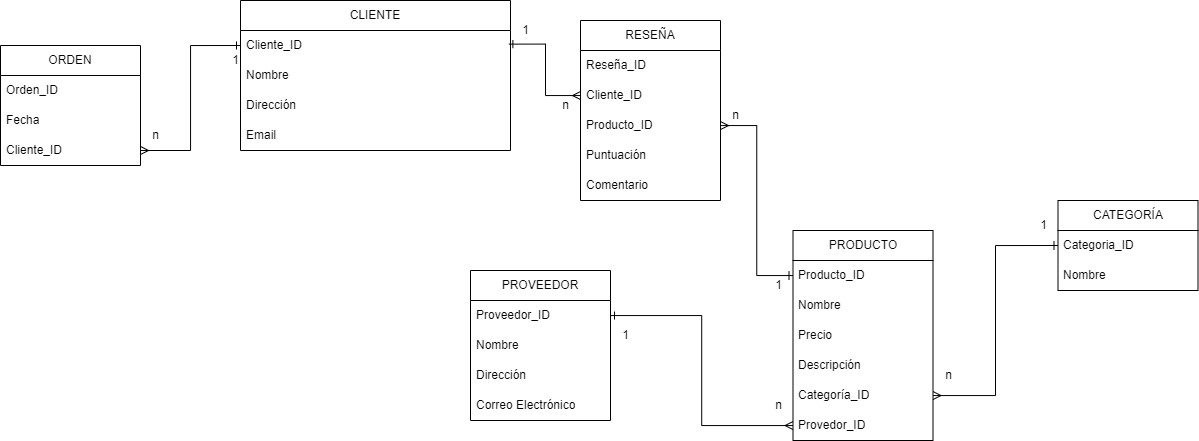 ORDEN
Orden_ID
Fecha
Cliente_ID
n
1
CLIENTE
Cliente_ID
Nombre
Dirección
Email
1
n
RESEÑA
Reseña_ID
Cliente_ID
Producto_ID
Puntuación
Comentario
n
1
PROVEEDOR
Proveedor_ID
Nombre
Dirección
Correo Electrónico
1
n
PRODUCTO
Producto_ID
Nombre
Precio
Descripción
Categoría_ID
Provedor_ID
n
1
CATEGORÍA
Categoria_ID
Nombre